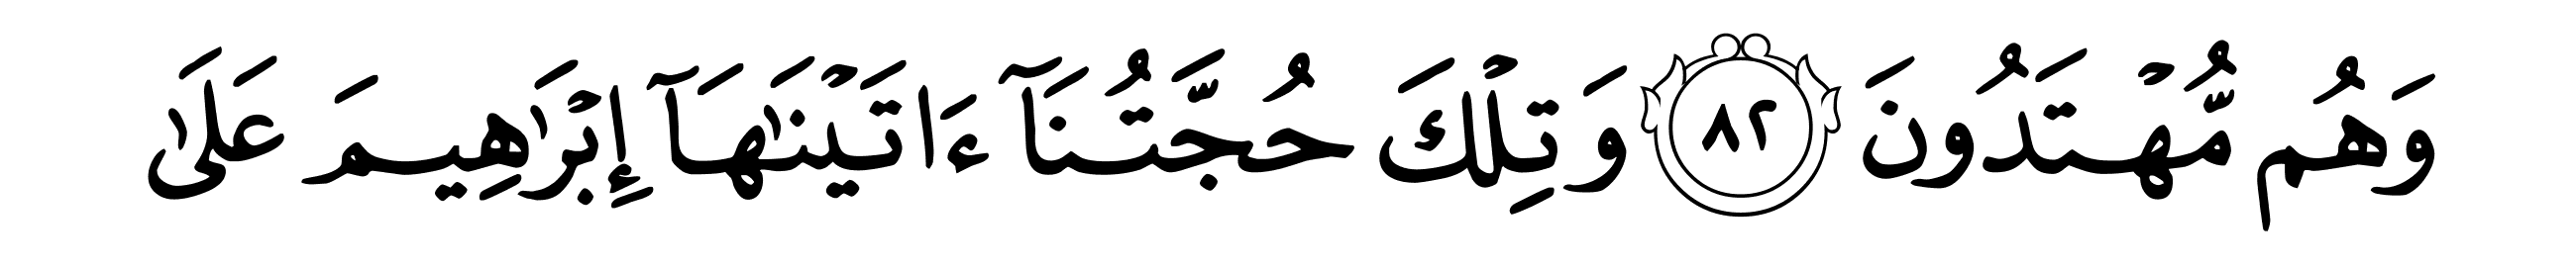 وَهُم مُّهْتَدُونَ ٨٢ وَتِلْكَ حُجَّتُنَآ ءَاتَيْنَٰهَآ إِبْرَٰهِيمَ عَلَىٰ